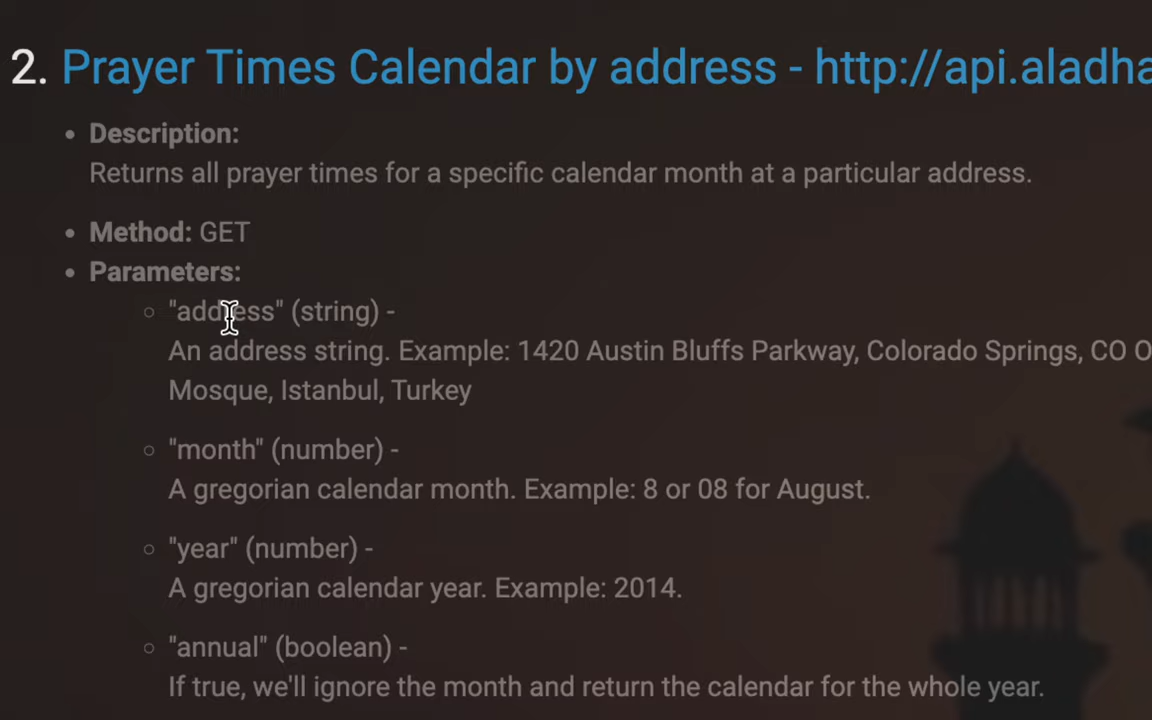 2. Prayer Times Calendar by address - http://api.aladha
• Description:
Returns all prayer times for a specific calendar month at a particular address.
• Method: GET
• Parameters:
○ "address" (string) -
An address string. Example: 1420 Austin Bluffs Parkway, Colorado Springs, CO O
Mosque, Istanbul, Turkey
○ "month" (number) -
A gregorian calendar month. Example: 8 or 08 for August.
○ "year" (number) -
A gregorian calendar year. Example: 2014.
○ "annual" (boolean) -
If true, we'll ignore the month and return the calendar for the whole year.